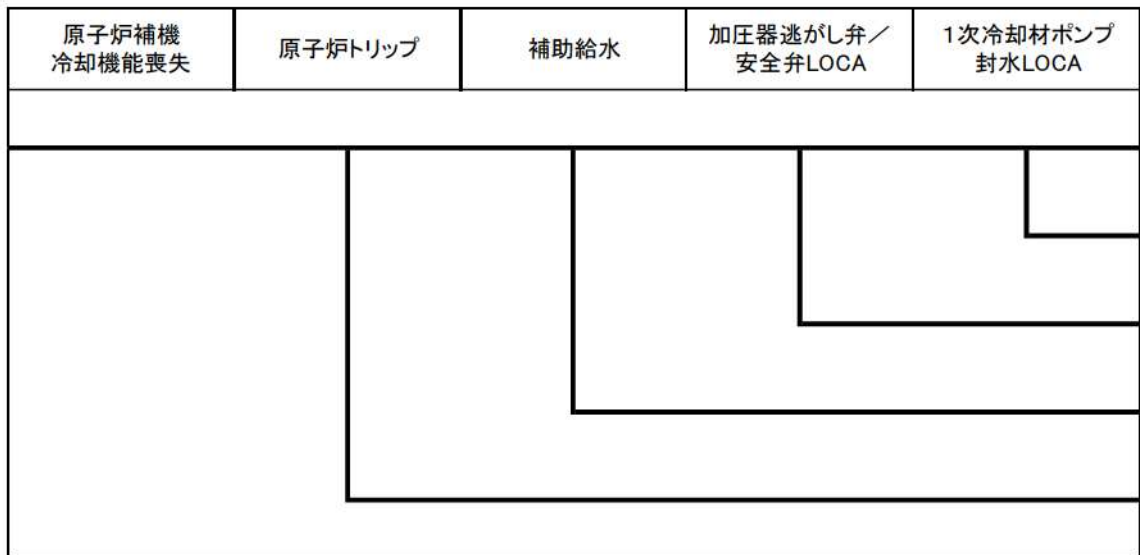 原子炉補機
冷却機能喪失
原子炉トリップ
補助給水
加圧器逃がし弁／
安全弁LOCA
1次冷却材ポンプ
封水LOCA